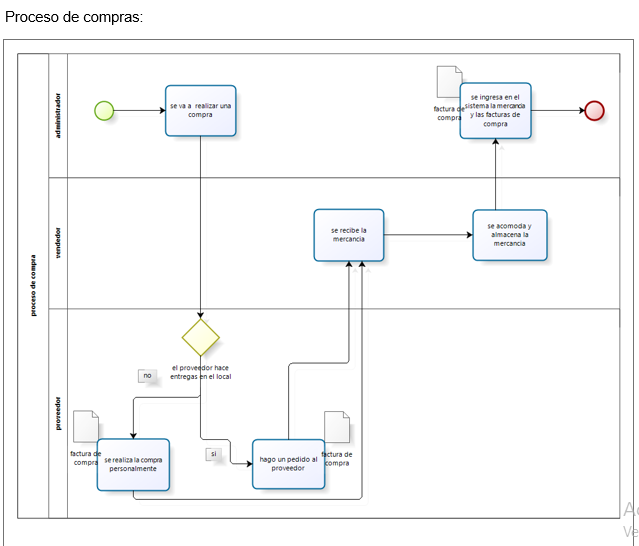 Proceso de compras:
proceso de compra
administrador
se va a realizar una
compra
factura de
compra
se ingresa en el
sistema la mercancia
y las facturas de
compra
vendedor
se recibe la
mercancia
se acomoda y
almacena la
mercancia
proveedor
el proveedor hace
entregas en el local
no
si
factura de
compra
se realiza la compra
personalmente
hago un pedido al
proveedor
factura de
compra